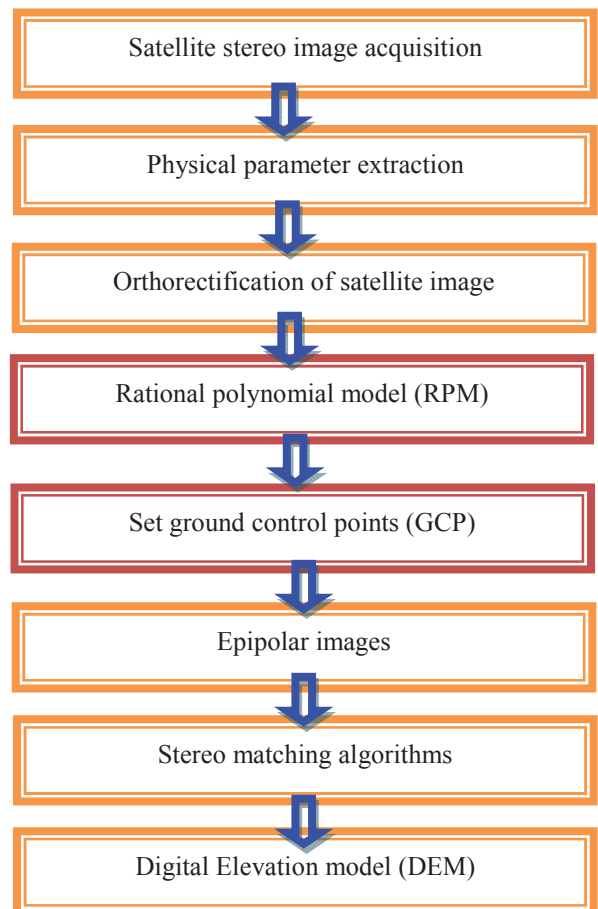 Satellite stereo image acquisition
Physical parameter extraction
Orthorectification of satellite image
Rational polynomial model (RPM)
Set ground control points (GCP)
Epipolar images
Stereo matching algorithms
Digital Elevation model (DEM)